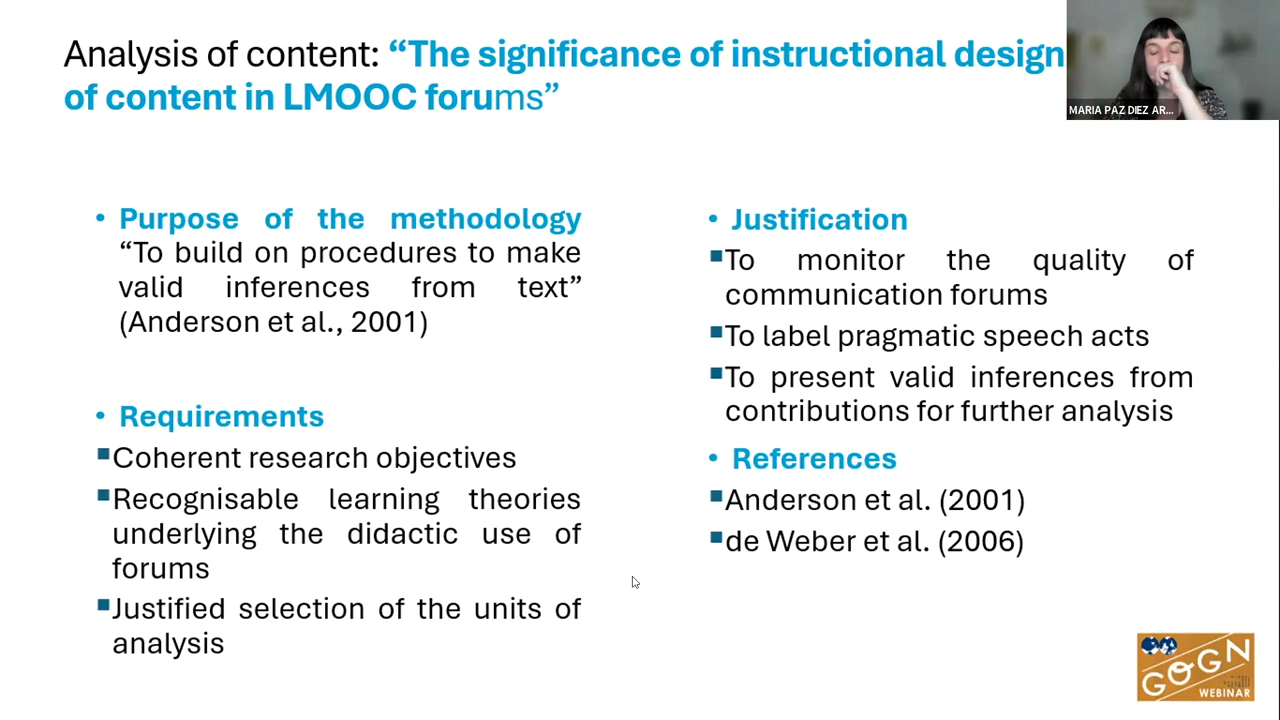 Analysis of content: “The significance of instructional design
of content in LMOOC forums”
MARIA PAZ DIEZ AR...
• Purpose of the methodology
“To build on procedures to make
valid inferences from text”
(Anderson et al., 2001)
• Requirements
▪Coherent research objectives
▪Recognisable learning theories
underlying the didactic use of
forums
▪Justified selection of the units of
analysis
• Justification
▪To monitor the quality of
communication forums
▪To label pragmatic speech acts
▪To present valid inferences from
contributions for further analysis
• References
▪Anderson et al. (2001)
▪de Weber et al. (2006)
GOGN
WEBINAR